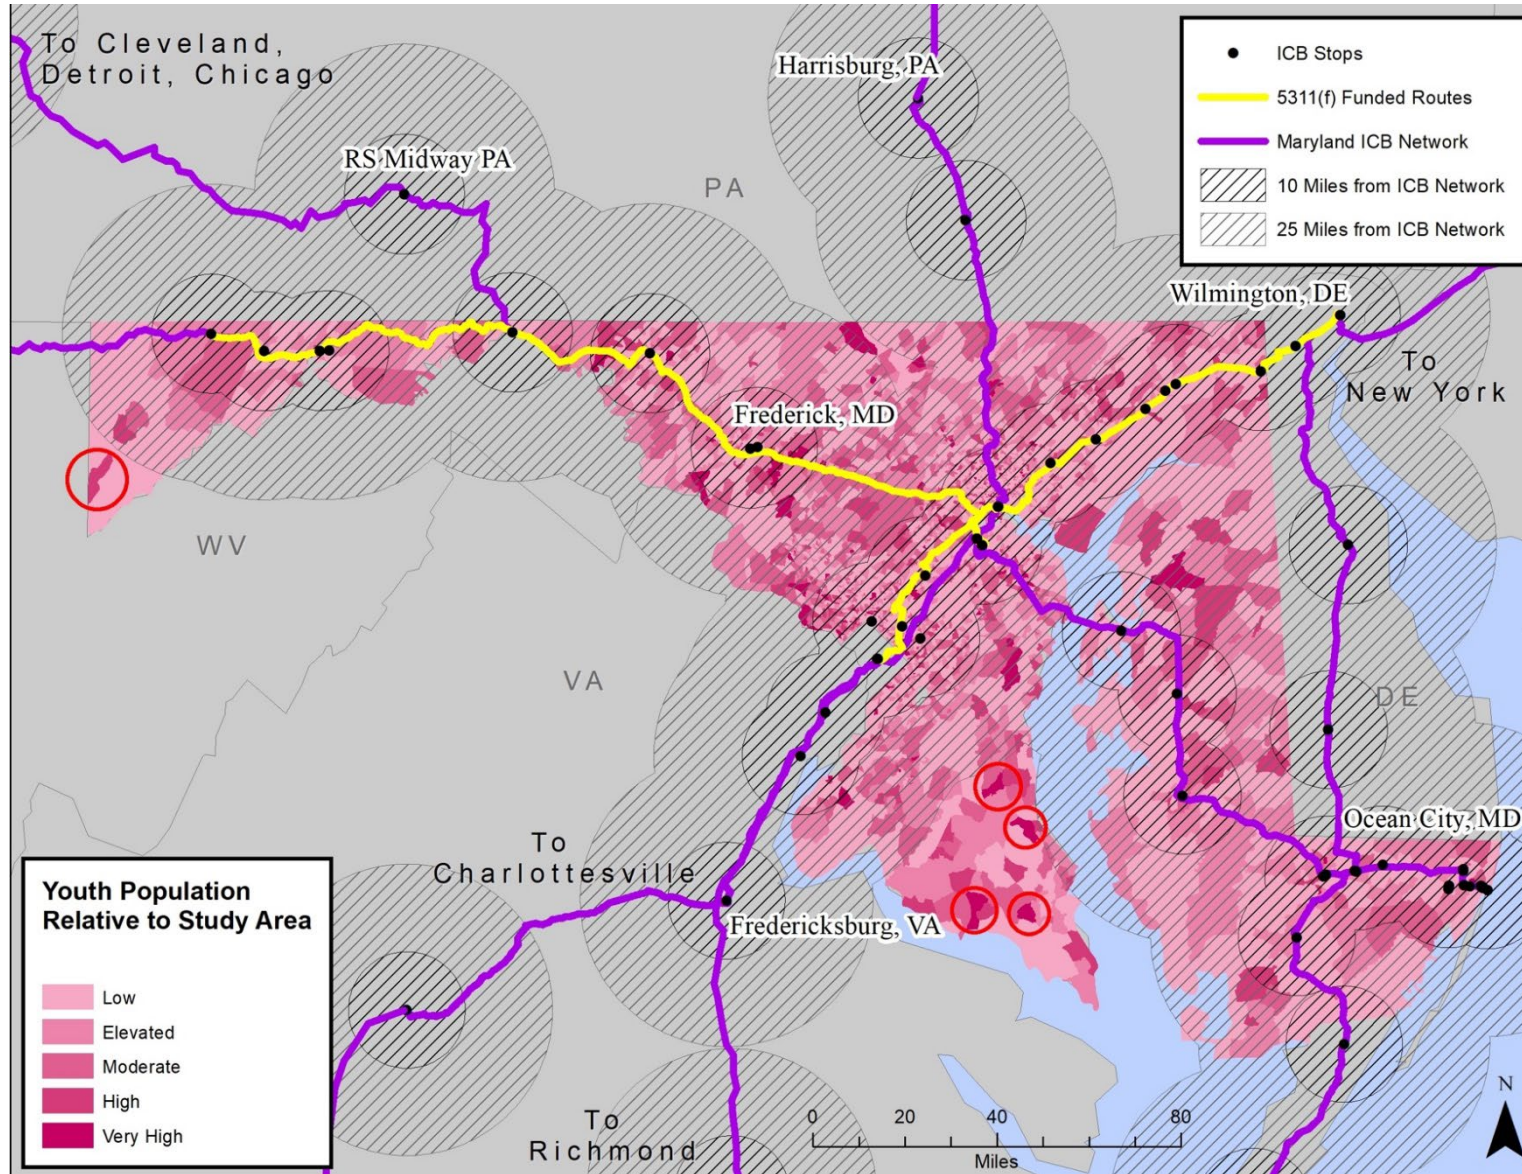 To Cleveland,
Detroit, Chicago
Harrisburg, PA
RS Midway PA
PA
ICB Stops
5311(f) Funded Routes
Maryland ICB Network
10 Miles from ICB Network
25 Miles from ICB Network
Wilmington, DE
To
New York
Frederick, MD
WV
VA
DE
Ocean City, MD
To
Charlottesville
Fredericksburg, VA
Youth Population
Relative to Study Area
Low
Elevated
Moderate
High
Very High
To
Richmond
0 20 40 80
Miles
N